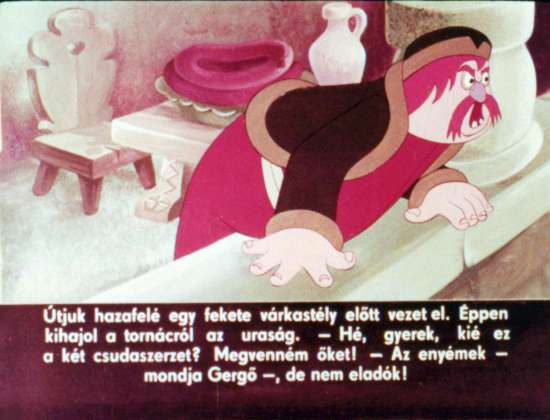 Útjuk hazafelé egy fekete várkastély előtt vezet el. Éppen
kihajol a tornácról az uraság. — Hé, gyerek, kié ez
a két csudaszerzet? Megvenném őket! — Az enyémek —
mondja Gergő —, de nem eladók!